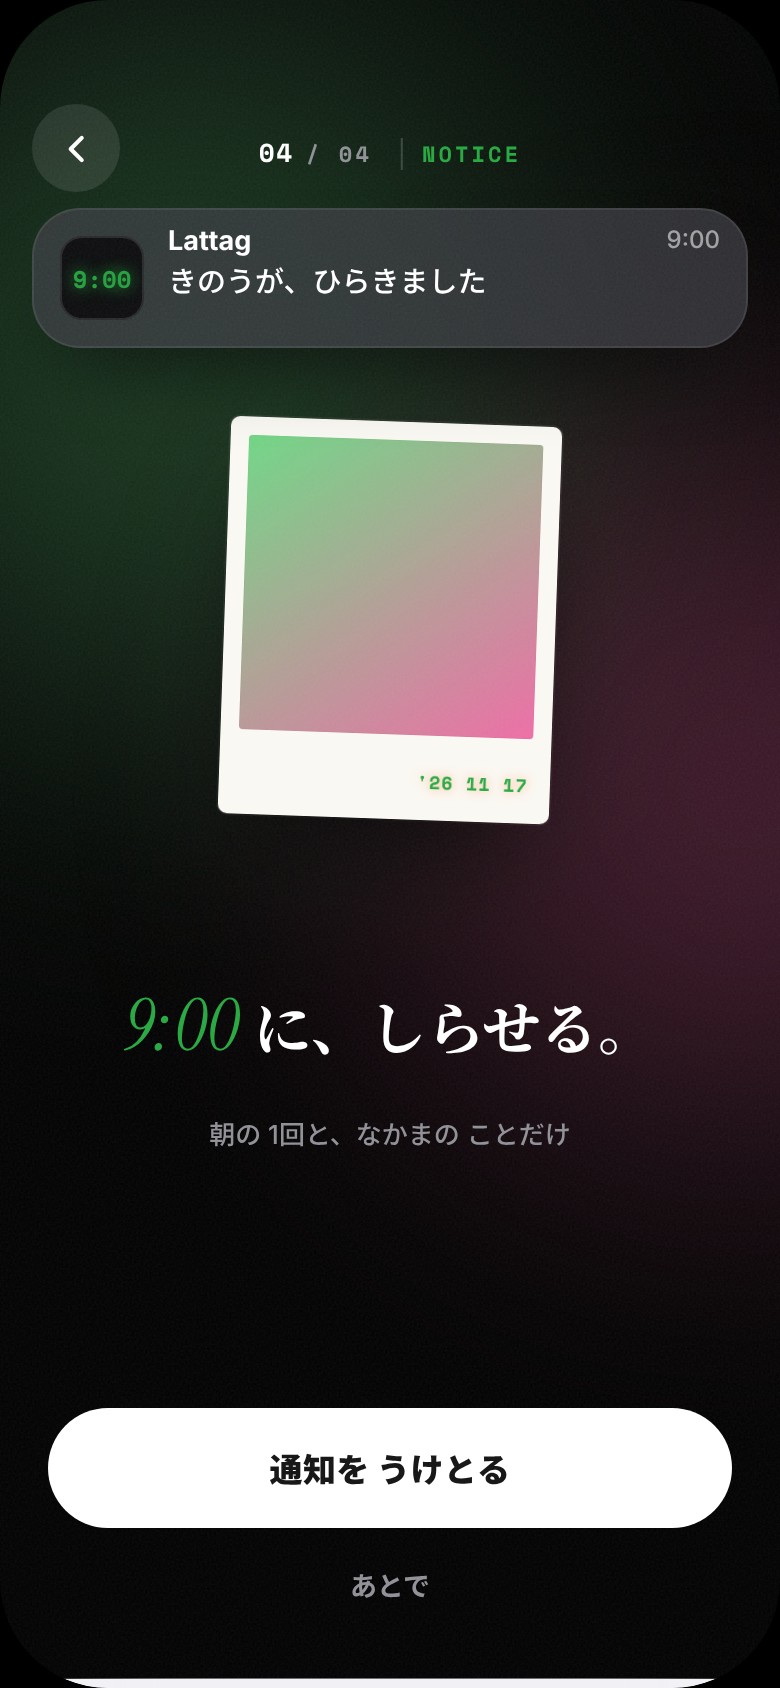 04 / 04 NOTICE
Lattag 9:00
9:00
きのうが、ひらきました
'26 11 17
9:00 に、しらせる。
朝の 1回と、なかまの ことだけ
通知を うけとる
あとで